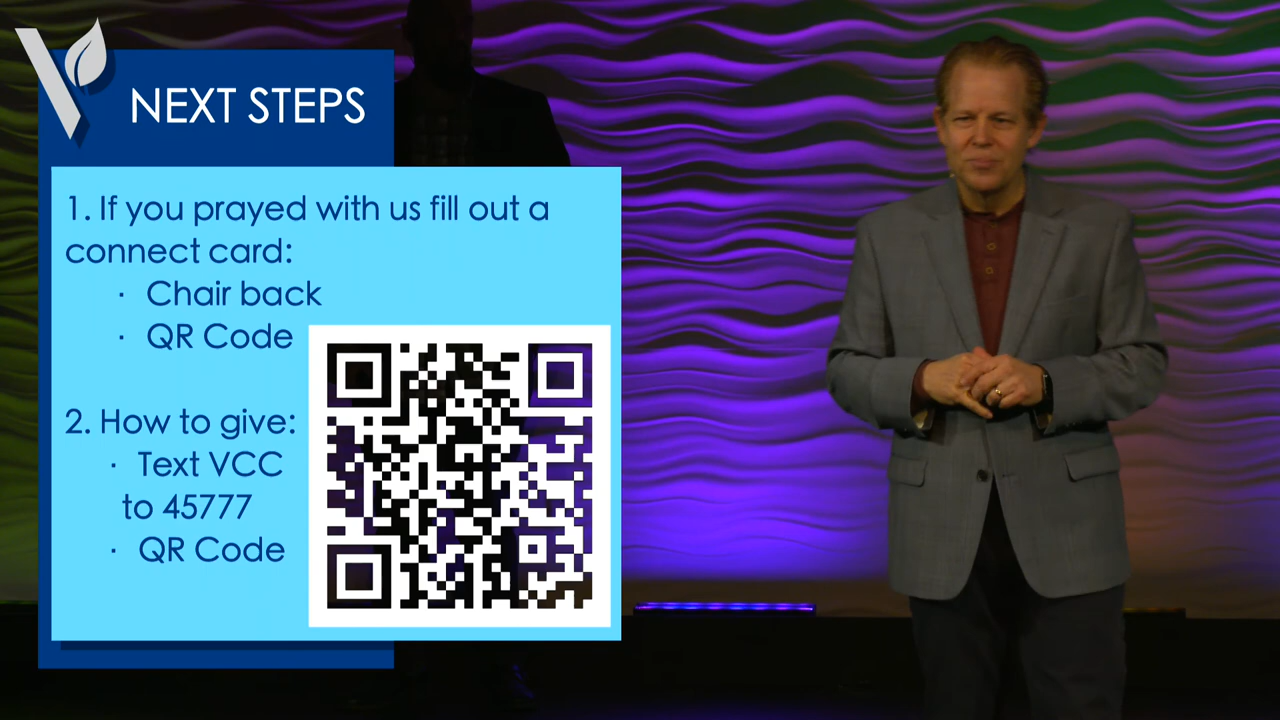 NEXT STEPS
1. If you prayed with us fill out a
connect card:
· Chair back
· QR Code
2. How to give:
· Text VCC
to 45777
· QR Code